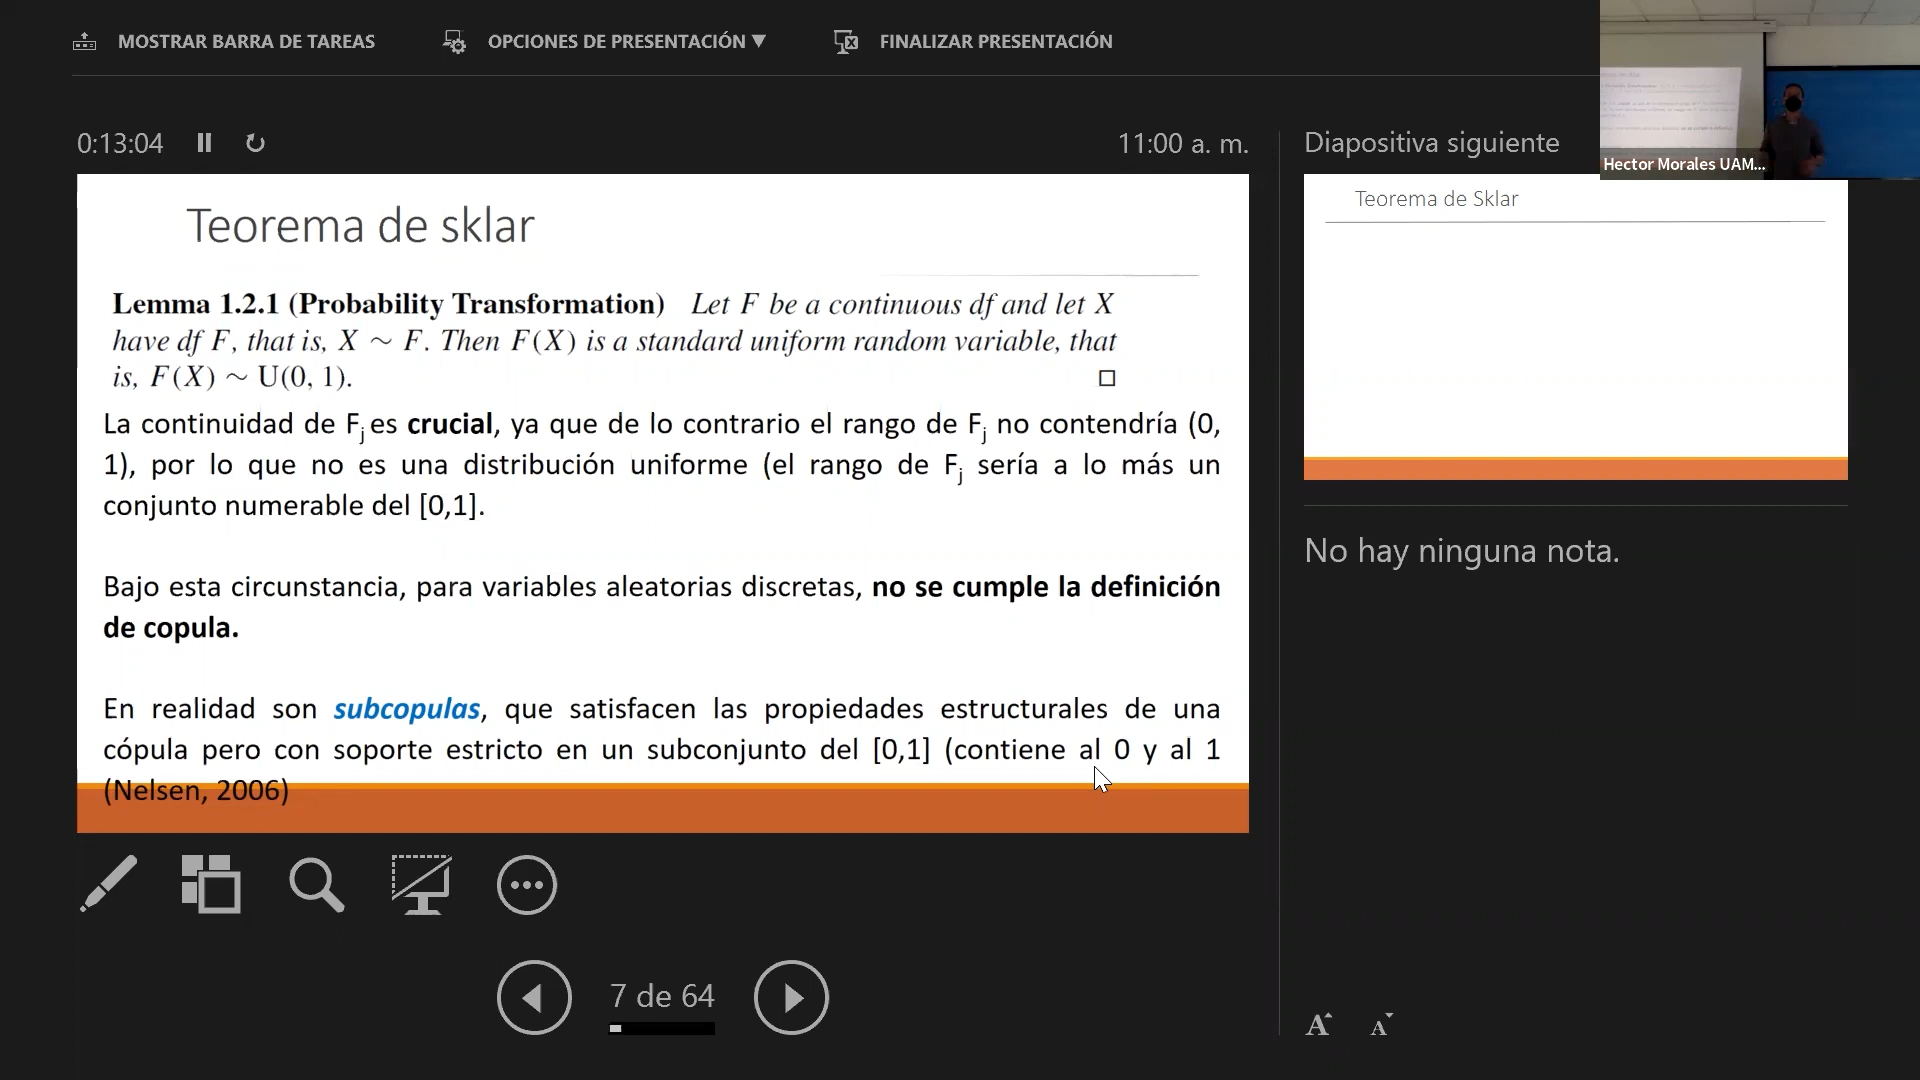 MOSTRAR BARRA DE TAREAS
OPCIONES DE PRESENTACIÓN ▼
FINALIZAR PRESENTACIÓN
Hector Morales UAM...
0:13:04
11:00 a. m.
Diapositiva siguiente
Teorema de sklar
Lemma 1.2.1 (Probability Transformation) Let F be a continuous df and let X
have df F, that is, X ∼ F. Then F(X) is a standard uniform random variable, that
is, F(X) ∼ U(0, 1). □
La continuidad de Fj es crucial, ya que de lo contrario el rango de Fj no contendría (0,
1), por lo que no es una distribución uniforme (el rango de Fj sería a lo más un
conjunto numerable del [0,1].
Bajo esta circunstancia, para variables aleatorias discretas, no se cumple la definición
de copula.
En realidad son subcopulas, que satisfacen las propiedades estructurales de una
cópula pero con soporte estricto en un subconjunto del [0,1] (contiene al 0 y al 1
(Nelsen, 2006)
Teorema de Sklar
No hay ninguna nota.
7 de 64
A A